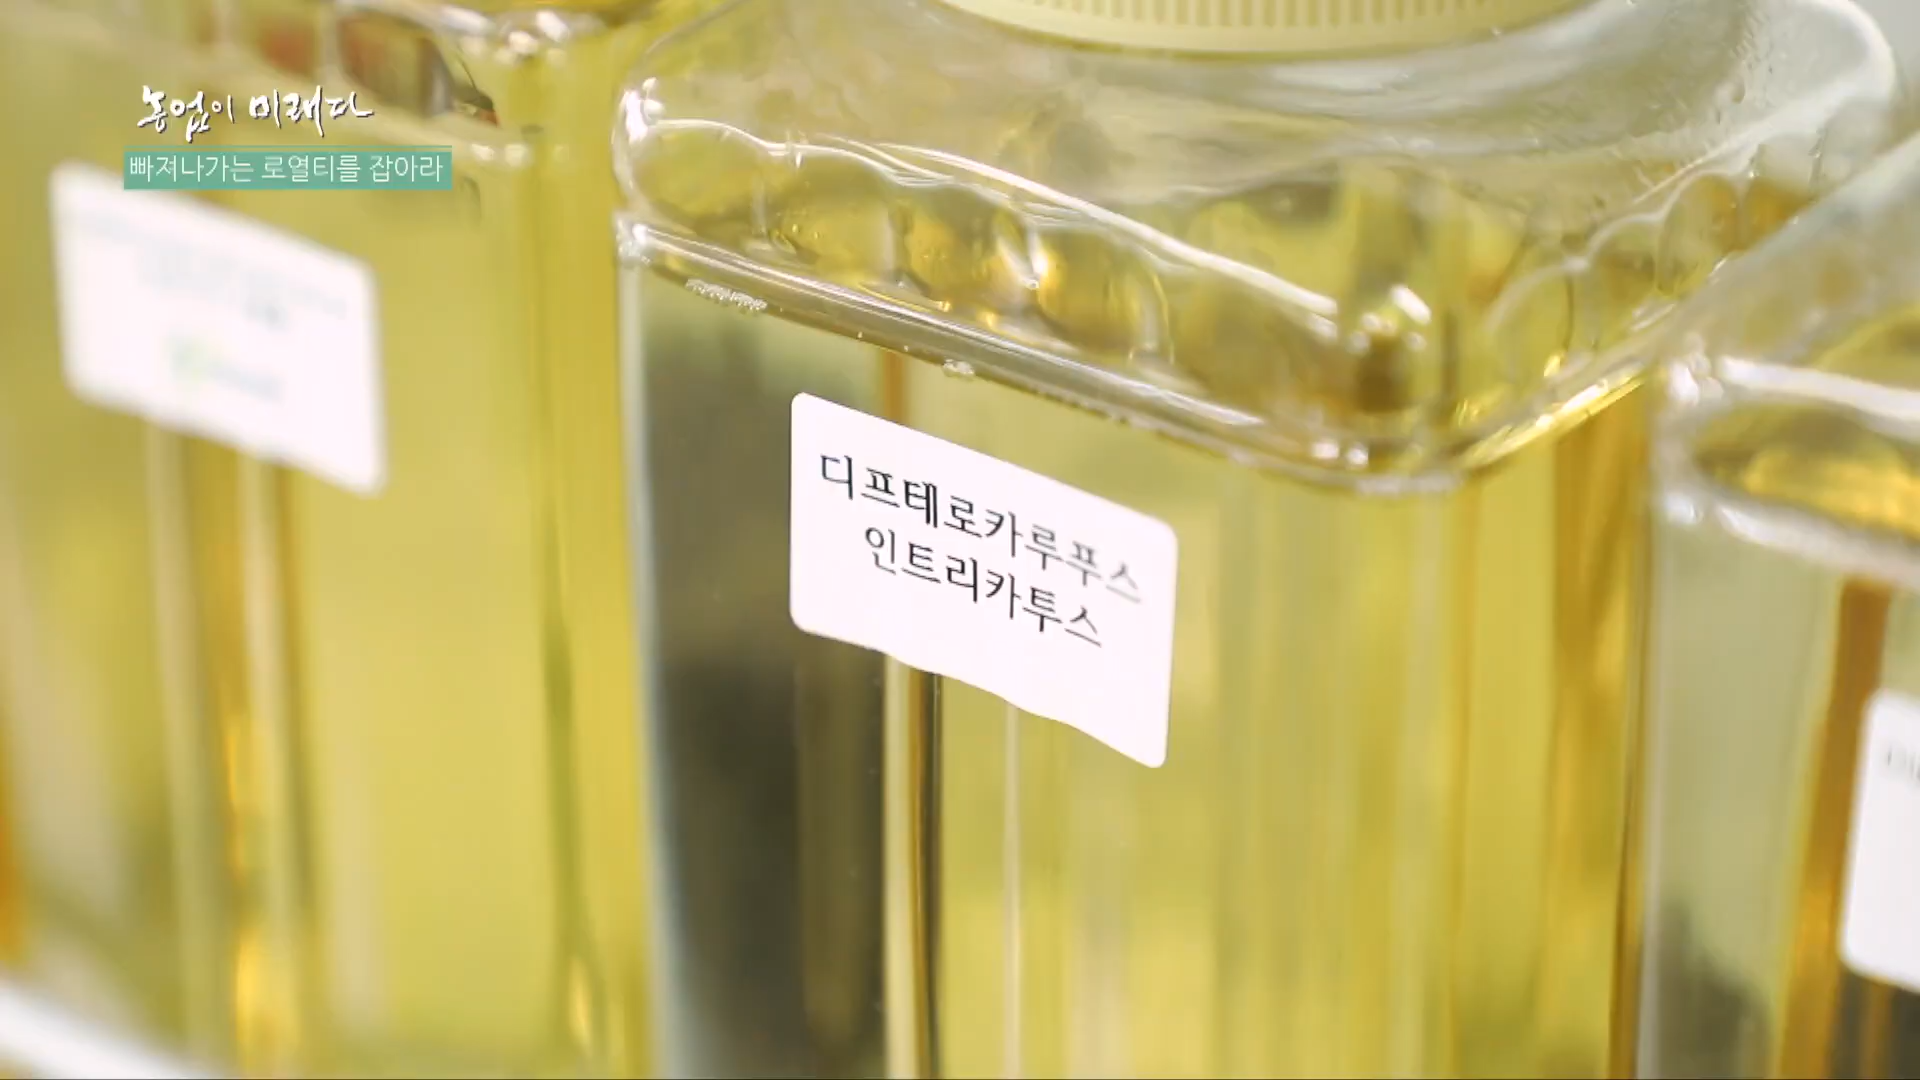 농업이 미래다
빠져나가는 로열티를 잡아라
디프테로카루푸스
인트리카투스